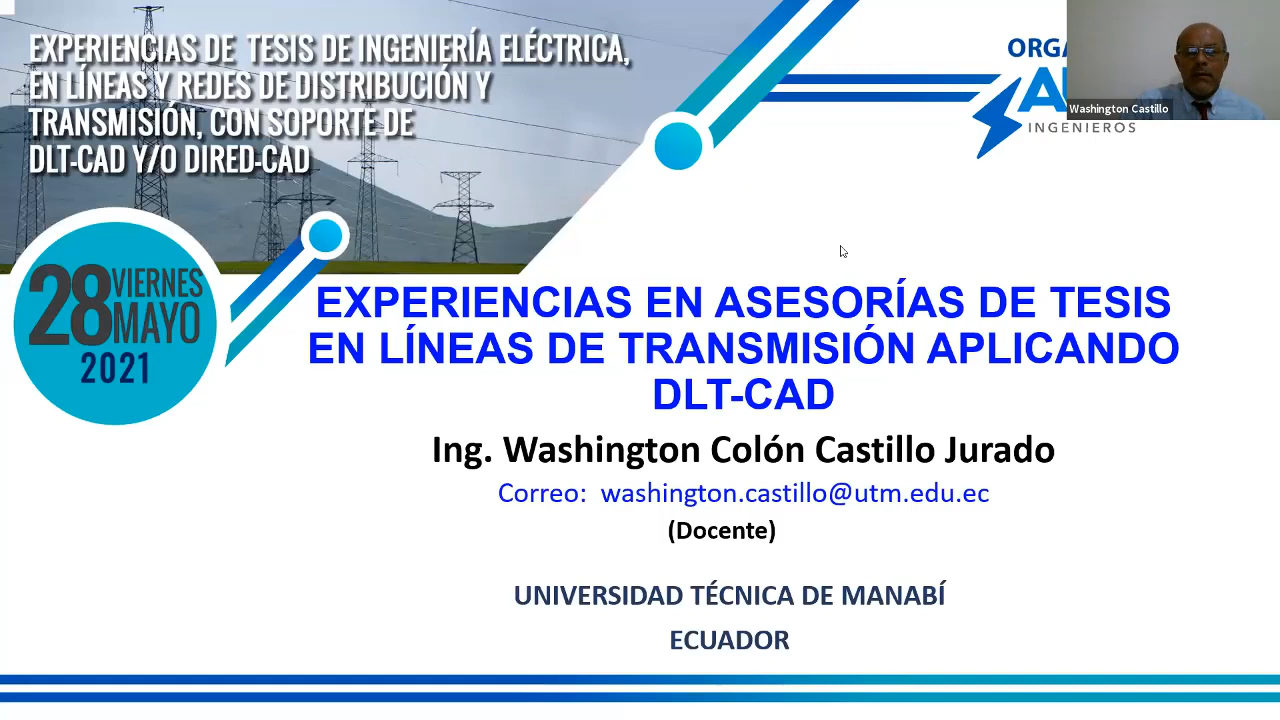 EXPERIENCIAS DE TESIS DE INGENIERÍA ELÉCTRICA,
EN LÍNEAS Y REDES DE DISTRIBUCIÓN Y
TRANSMISIÓN, CON SOPORTE DE
DLT-CAD Y/O DIRED-CAD
Washington Castillo
INGENIEROS
28 VIERNES
MAYO
2021
EXPERIENCIAS EN ASESORÍAS DE TESIS
EN LÍNEAS DE TRANSMISIÓN APLICANDO
DLT-CAD
Ing. Washington Colón Castillo Jurado
Correo: washington.castillo@utm.edu.ec
(Docente)
UNIVERSIDAD TÉCNICA DE MANABÍ
ECUADOR